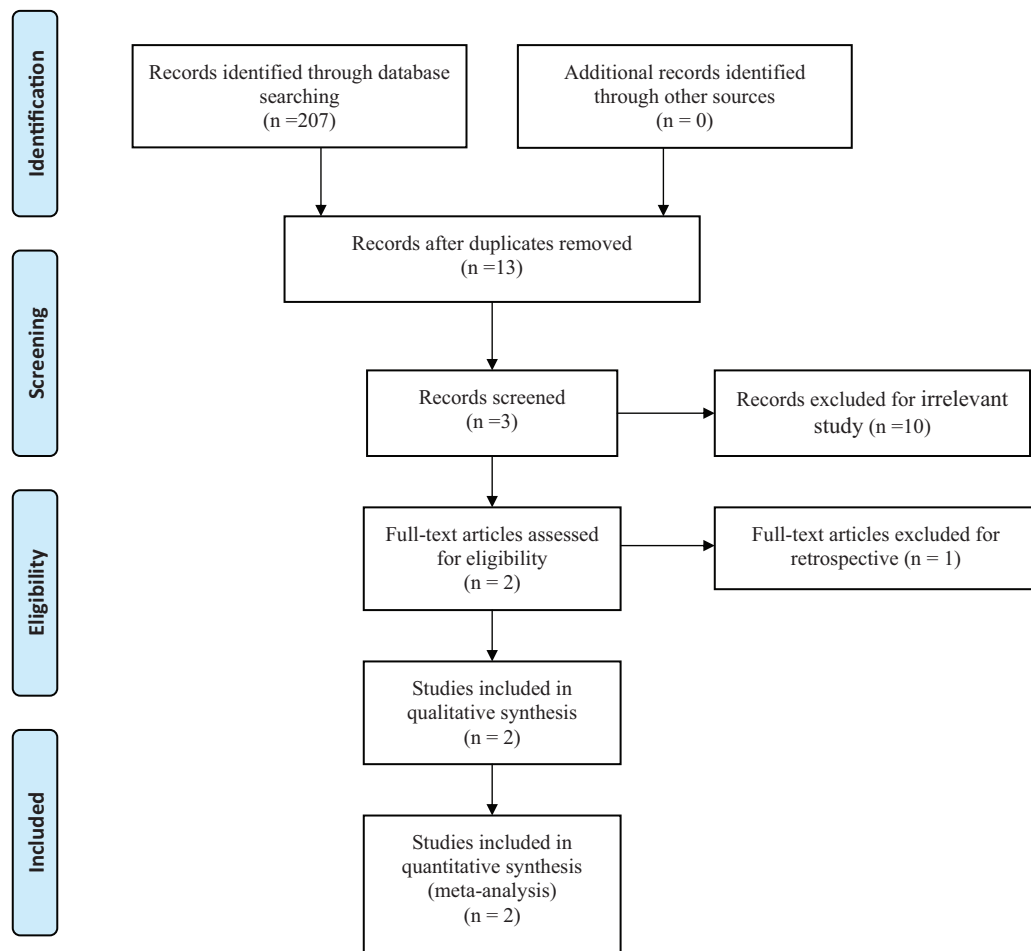 Identification
Records identified through database
searching
(n =207)
Additional records identified
through other sources
(n = 0)
Records after duplicates removed
(n =13)
Screening
Records screened
(n =3)
Records excluded for irrelevant
study (n =10)
Eligibility
Full-text articles assessed
for eligibility
(n = 2)
Full-text articles excluded for
retrospective (n = 1)
Studies included in
qualitative synthesis
(n = 2)
Included
Studies included in
quantitative synthesis
(meta-analysis)
(n = 2)